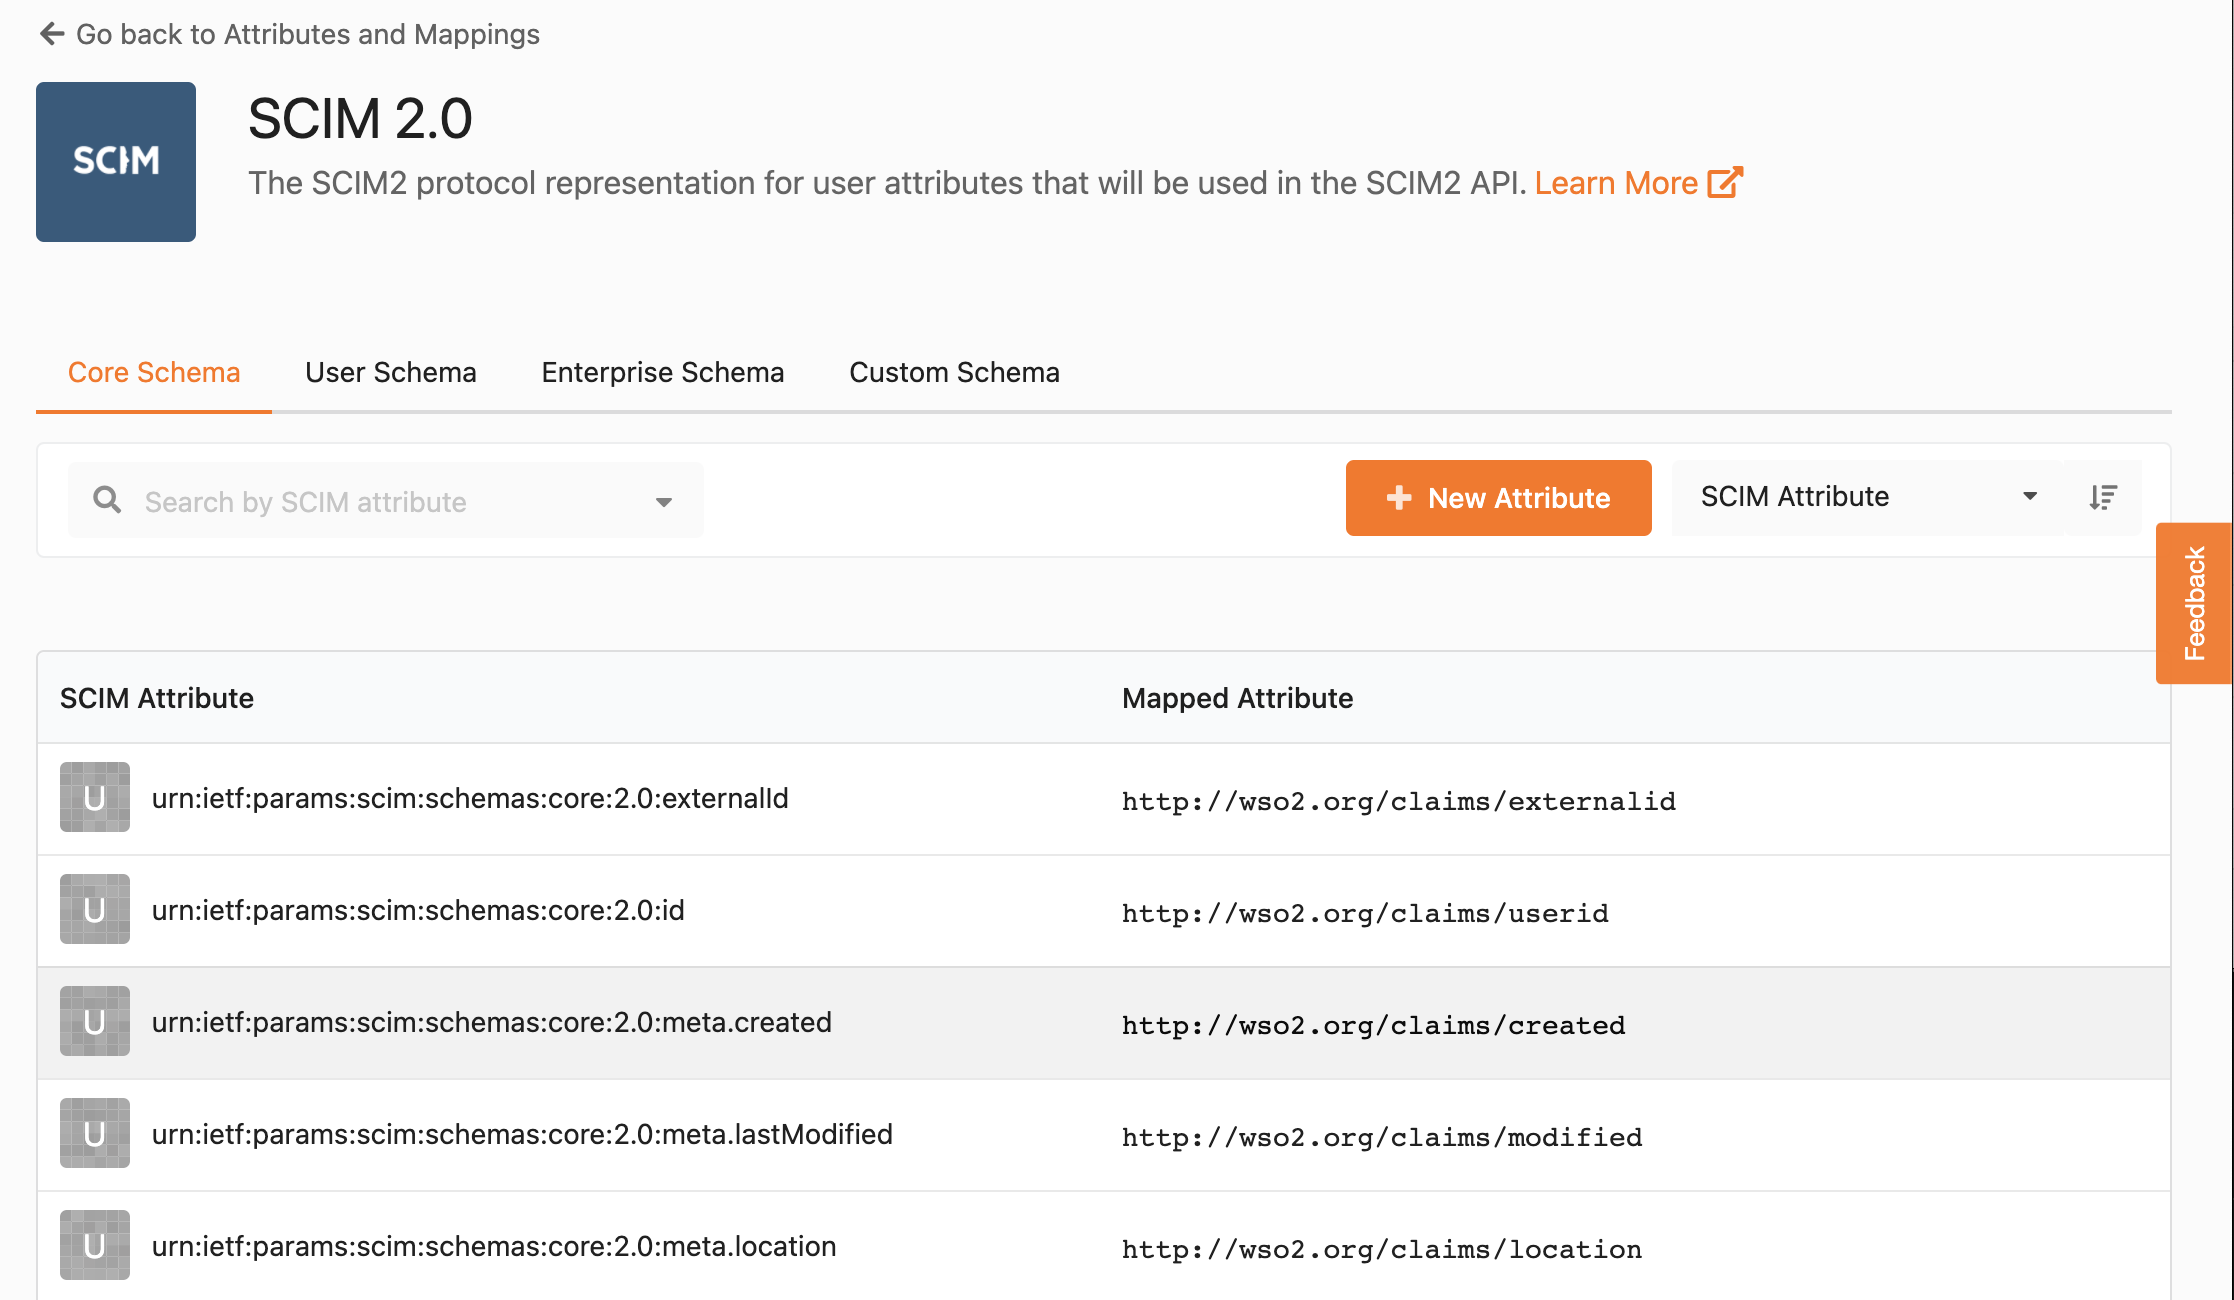 Go back to Attributes and Mappings
SCIM
SCIM 2.0
The SCIM2 protocol representation for user attributes that will be used in the SCIM2 API. Learn More
Core Schema User Schema Enterprise Schema Custom Schema
Search by SCIM attribute New Attribute SCIM Attribute
Feedback
SCIM Attribute Mapped Attribute
U urn:ietf:params:scim:schemas:core:2.0:externalId http://wso2.org/claims/externalid
U urn:ietf:params:scim:schemas:core:2.0:id http://wso2.org/claims/userid
U urn:ietf:params:scim:schemas:core:2.0:meta.created http://wso2.org/claims/created
U urn:ietf:params:scim:schemas:core:2.0:meta.lastModified http://wso2.org/claims/modified
U urn:ietf:params:scim:schemas:core:2.0:meta.location http://wso2.org/claims/location